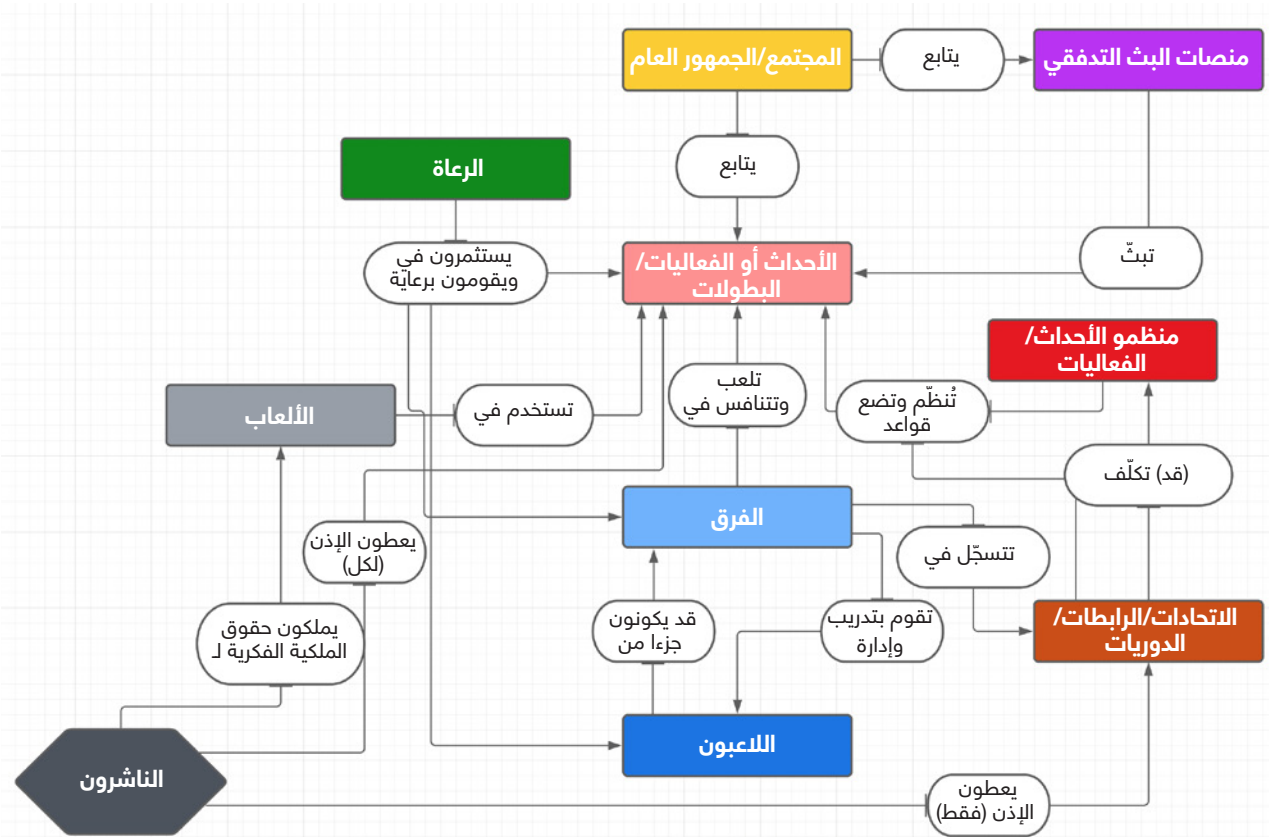 المجتمع/الجمهور العام
يتابع
منصات البث التدفقي
يتابع
الرعاة
يستثمرون في
ويقومون برعاية
الأحداث أو الفعاليات/
البطولات
تبثّ
منظمو الأحداث/
الفعاليات
الألعاب
تستخدم في
تلعب
وتتنافس في
تُنظّم وتضع
قواعد
(قد) تكلّف
الفرق
يعطون الإذن
(لكل)
تتسجّل في
يملكون حقوق
الملكية الفكرية لـ
قد يكونون
جزءا من
تقوم بتدريب
وإدارة
الاتحادات/الرابطات/
الدوريات
اللاعبون
الناشرون
يعطون
الإذن (فقط)